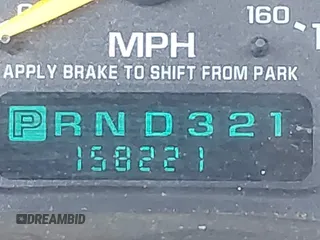 160
MPH
APPLY BRAKE TO SHIFT FROM PARK
P R N D 3 2 1
158221
DREAMBID